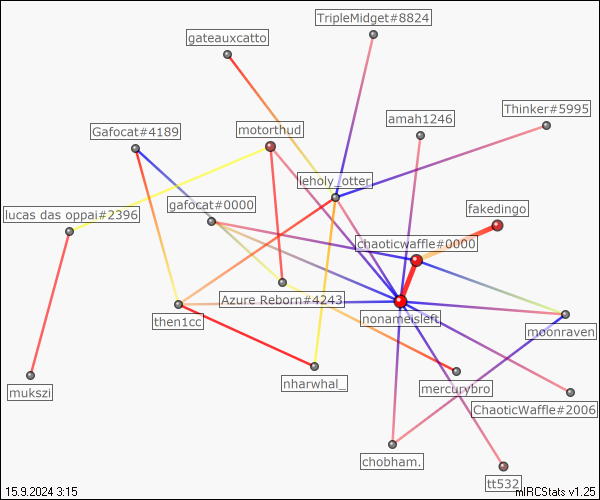 TripleMidget#8824
gateauxcatto
Thinker#5995
amah1246
Gafocat#4189
motorthud
leholy_otter
gafocat#0000
fakedingo
lucas das oppai#2396
chaoticwaffle#0000
Azure Reborn#4243
then1cc
nonameisleft
moonraven
nharwhal_
mercurybro
mukszi
ChaoticWaffle#2006
chobham.
tt532
15.9.2024 3:15
mIRCStats v1.25